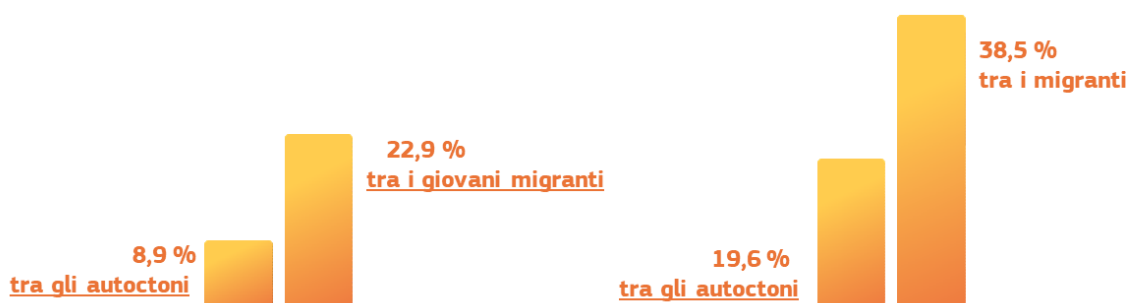 22,9 %
tra i giovani migranti
8,9 %
tra gli autoctoni
38,5 %
tra i migranti
19,6 %
tra gli autoctoni